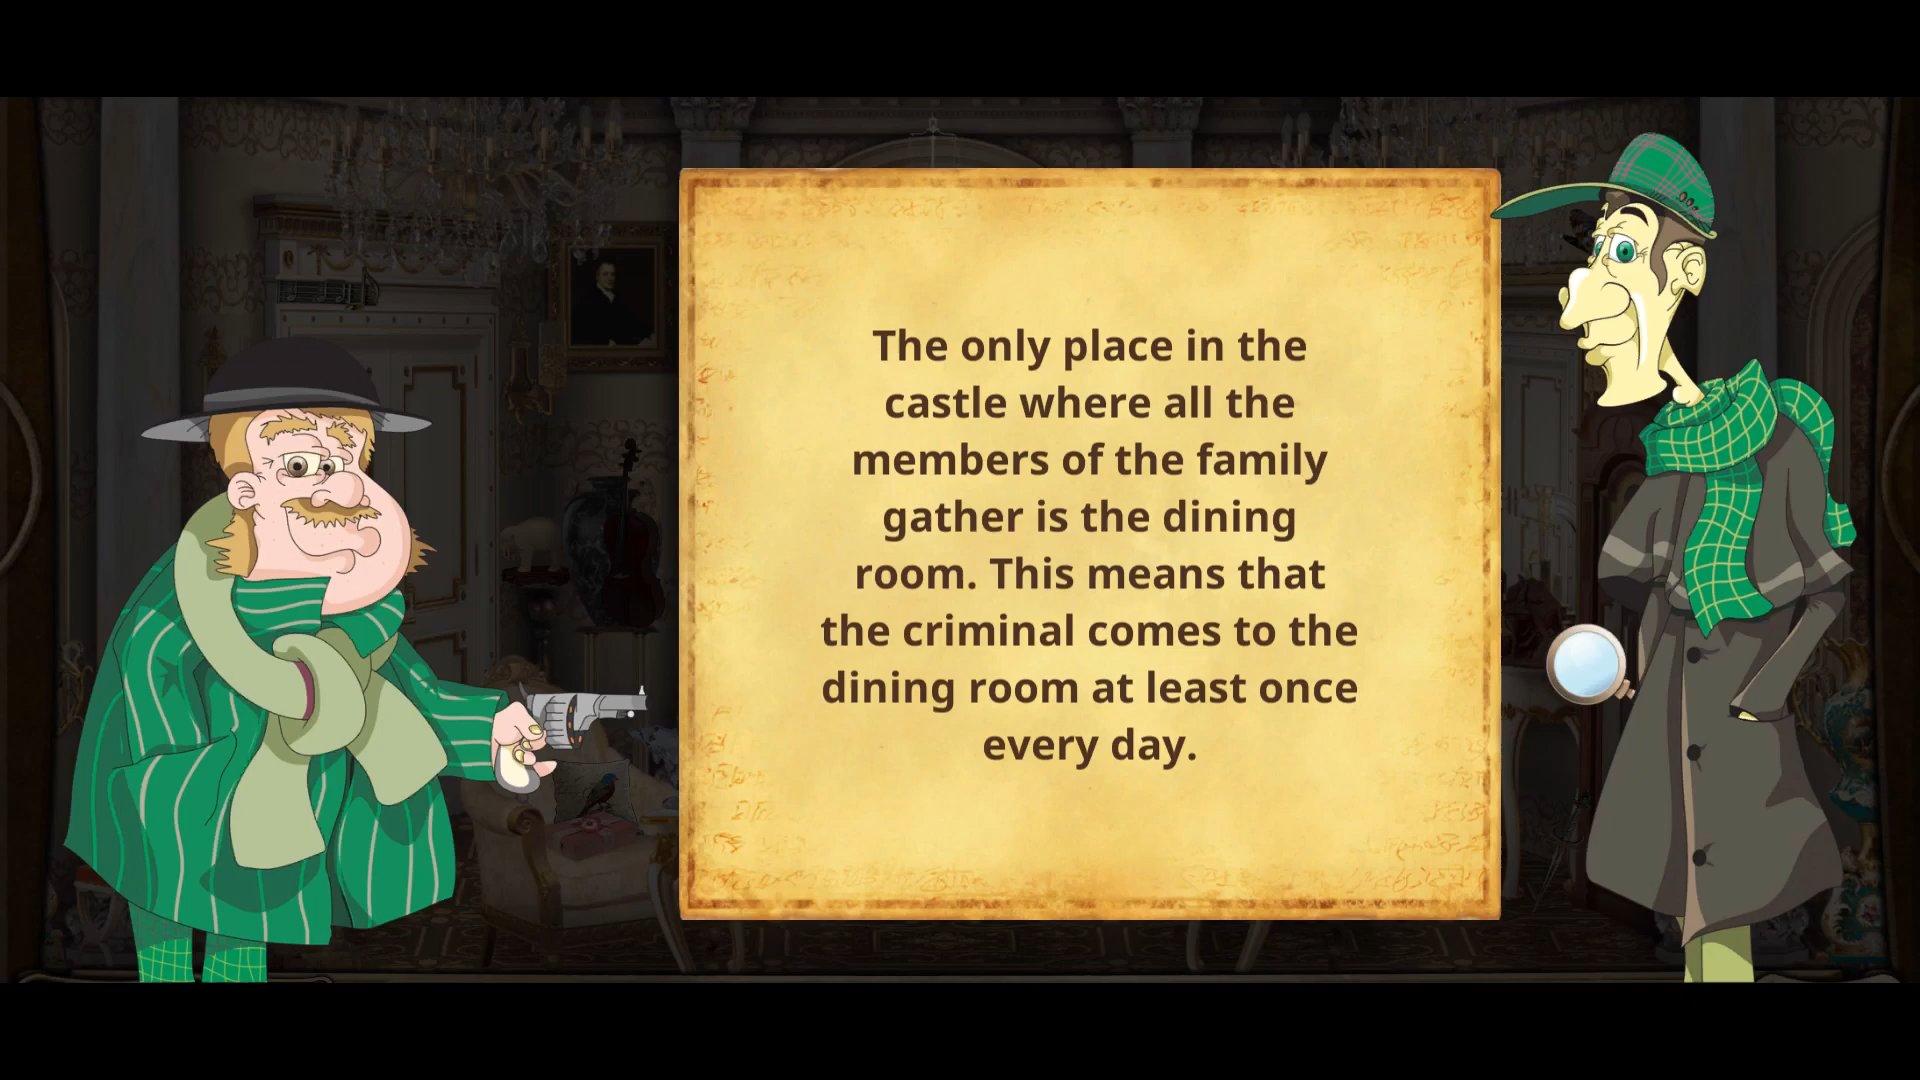 The only place in the
castle where all the
members of the family
gather is the dining
room. This means that
the criminal comes to the
dining room at least once
every day.